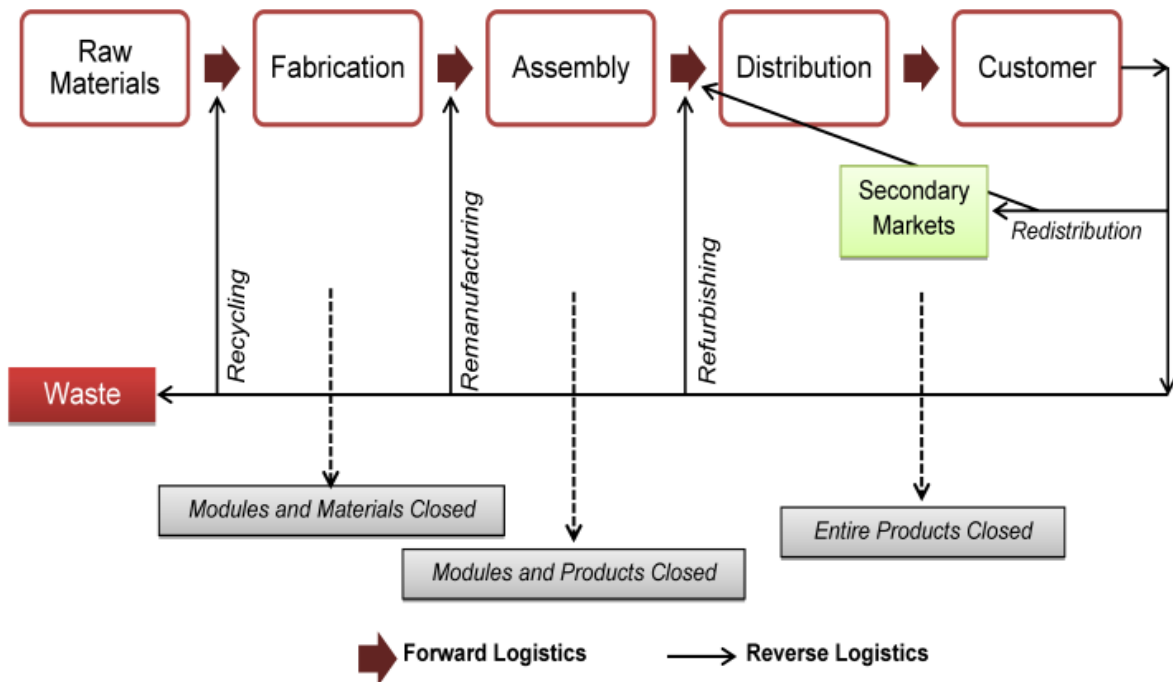 Raw
Materials
Fabrication
Assembly
Distribution
Customer
Secondary
Markets
Redistribution
Recycling
Remanufacturing
Refurbishing
Waste
Modules and Materials Closed
Modules and Products Closed
Entire Products Closed
Forward Logistics
Reverse Logistics